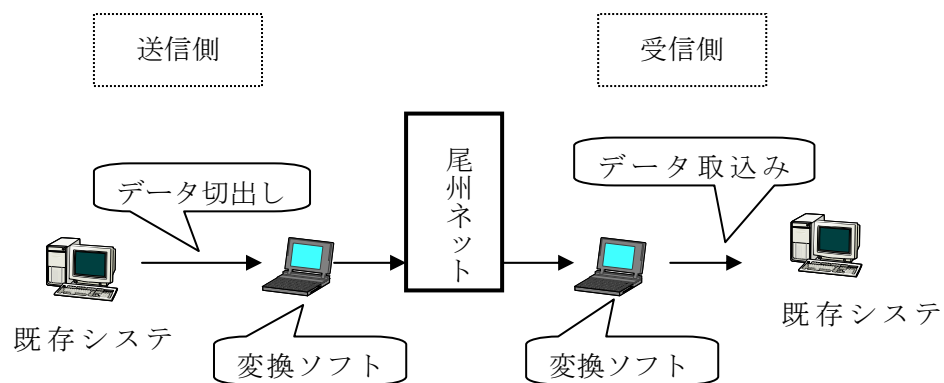 送信側
受信側
尾州ネット
データ切出し
データ取込み
既存システ
変換ソフト
変換ソフト
既存システ